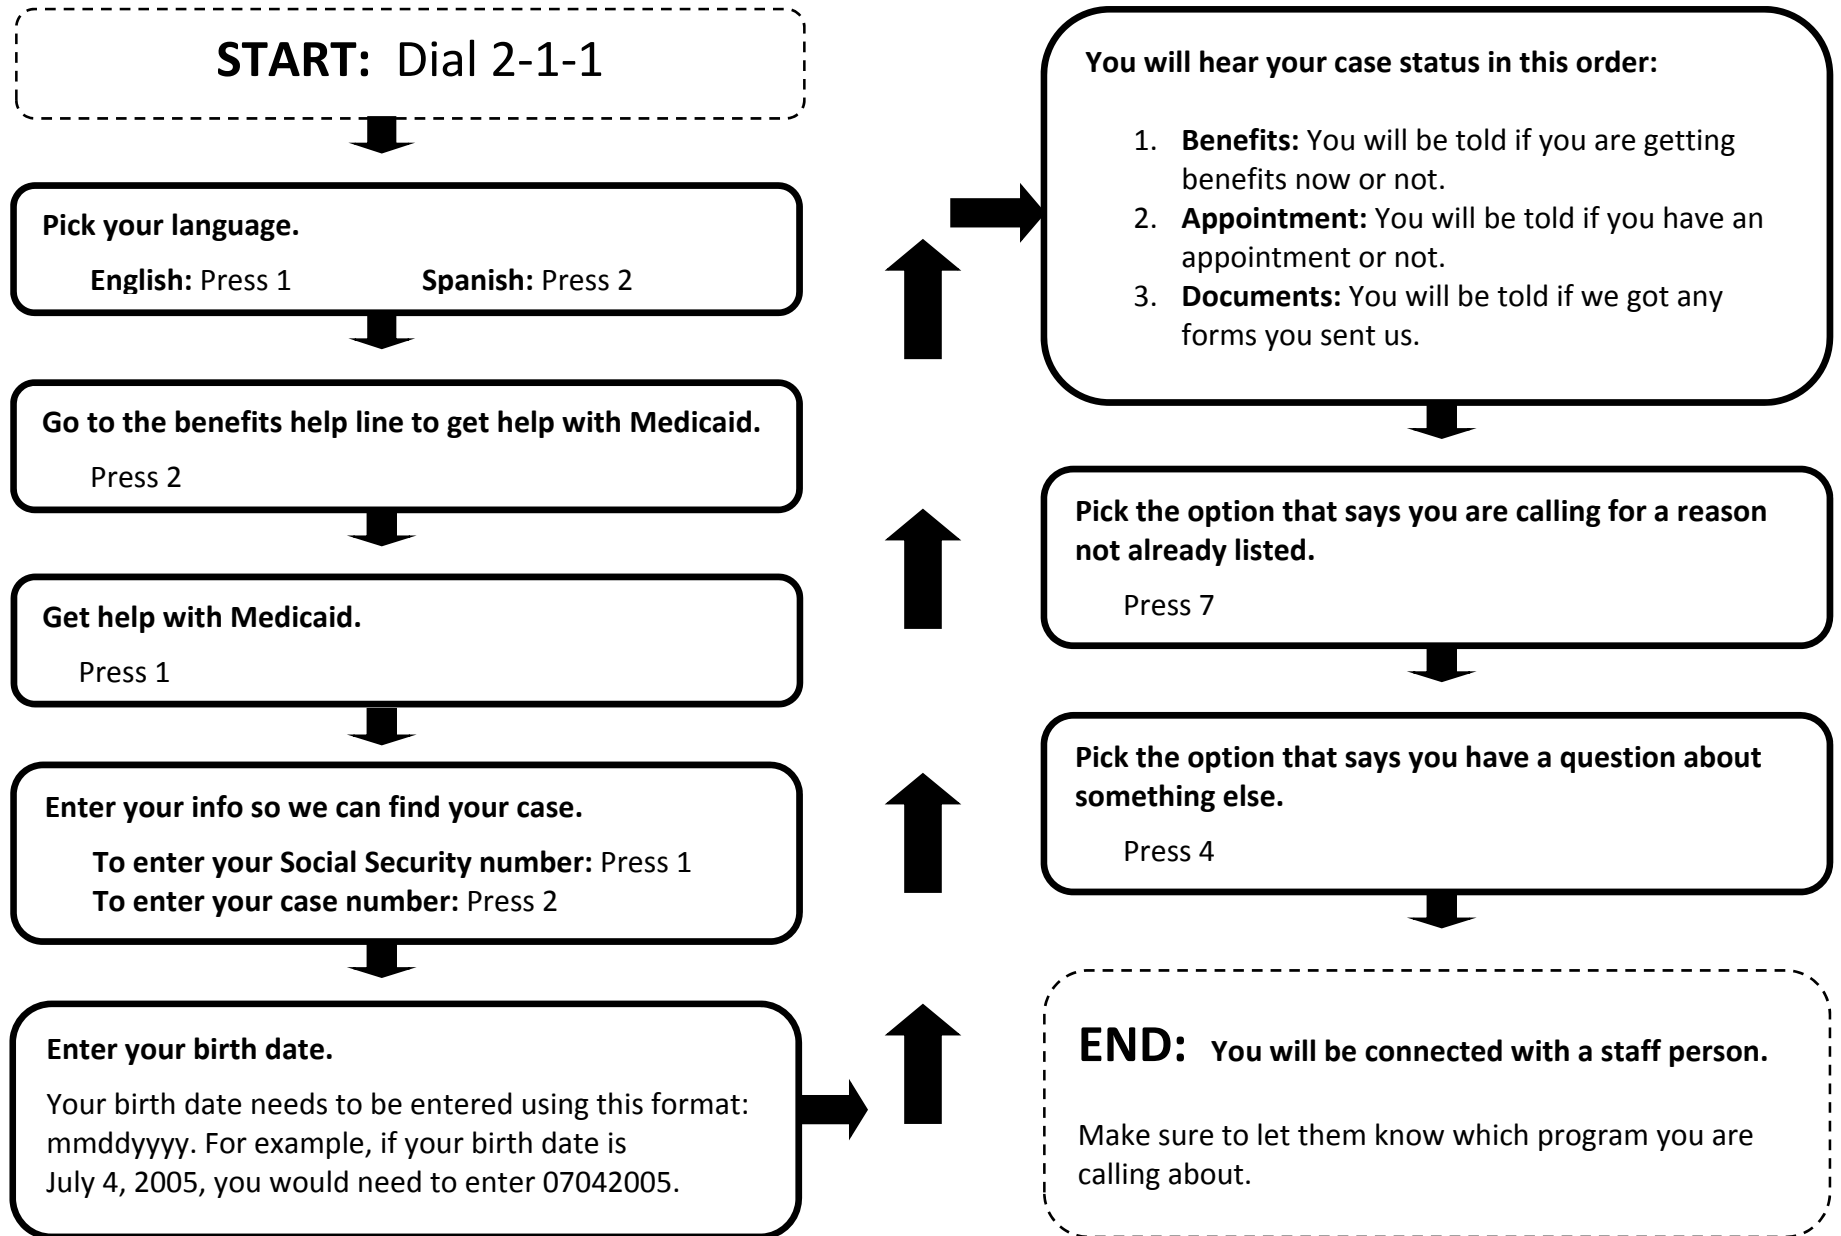 START: Dial 2-1-1
Pick your language.
English: Press 1 Spanish: Press 2
Go to the benefits help line to get help with Medicaid.
Press 2
Get help with Medicaid.
Press 1
Enter your info so we can find your case.
To enter your Social Security number: Press 1
To enter your case number: Press 2
Enter your birth date.
Your birth date needs to be entered using this format:
mmddyyyy. For example, if your birth date is
July 4, 2005, you would need to enter 07042005.
You will hear your case status in this order:
1. Benefits: You will be told if you are getting
benefits now or not.
2. Appointment: You will be told if you have an
appointment or not.
3. Documents: You will be told if we got any
forms you sent us.
Pick the option that says you are calling for a reason
not already listed.
Press 7
Pick the option that says you have a question about
something else.
Press 4
END: You will be connected with a staff person.
Make sure to let them know which program you are
calling about.